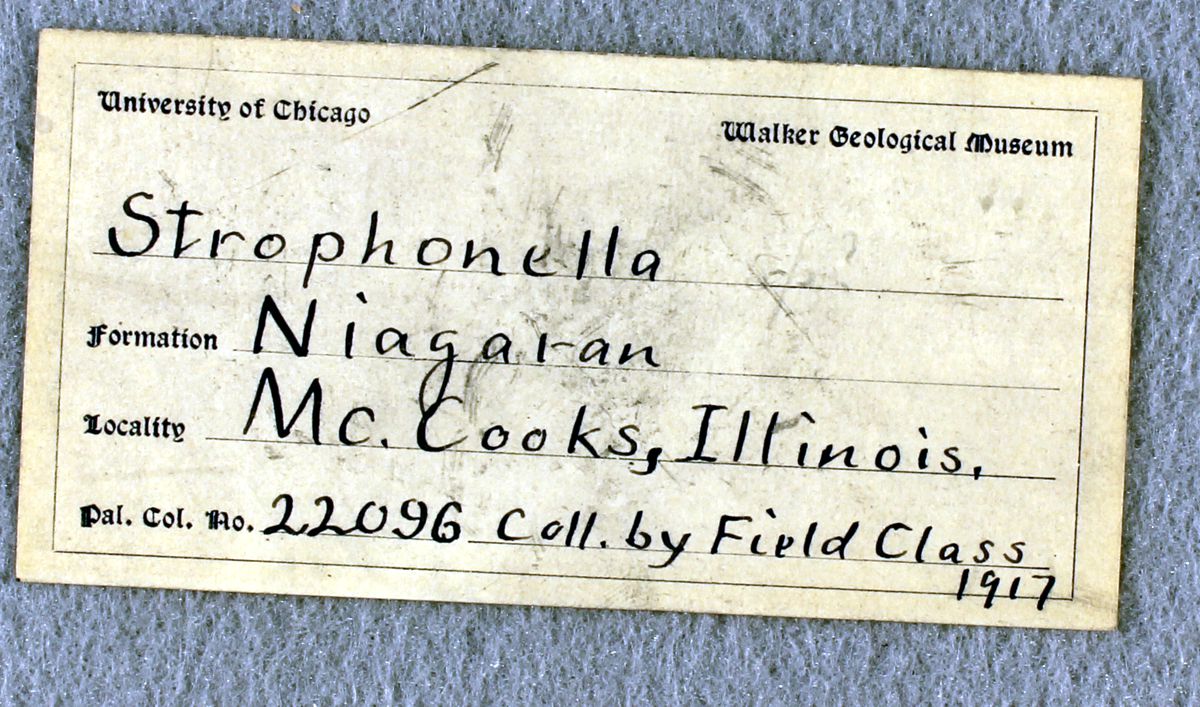 University of Chicago
Walker Geological Museum
Strophonella
Formation Niagaran
Locality Mc. Cooks, Illinois.
Pal. Col. No. 22096 Coll. by Field Class
1917